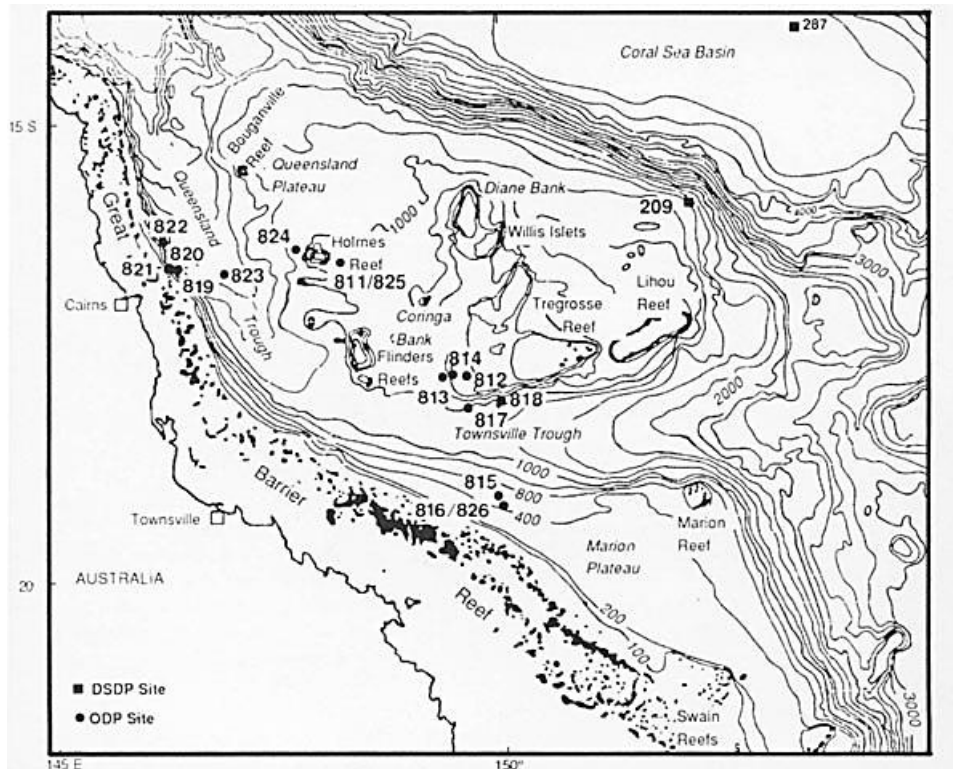 287
Coral Sea Basin
15 S
Bouganville
Reef
Queensland
Plateau
Diane Bank
1000
209
4000
3000
Great
Queensland
Trough
822
821
820
819
823
824
Holmes
Reef
811/825
Willis Islets
Coringa
Bank
Tregrosse
Reef
Lihou
Reef
Cairns
Flinders
Reefs
814
813
812
818
817
2000
Townsville Trough
1000
815
800
400
816/826
Barrier
Townsville
Marion
Reef
Marion
Plateau
20
AUSTRALIA
Reef
200
100
3000
DSDP Site
ODP Site
Swain
Reefs
145 E
150°